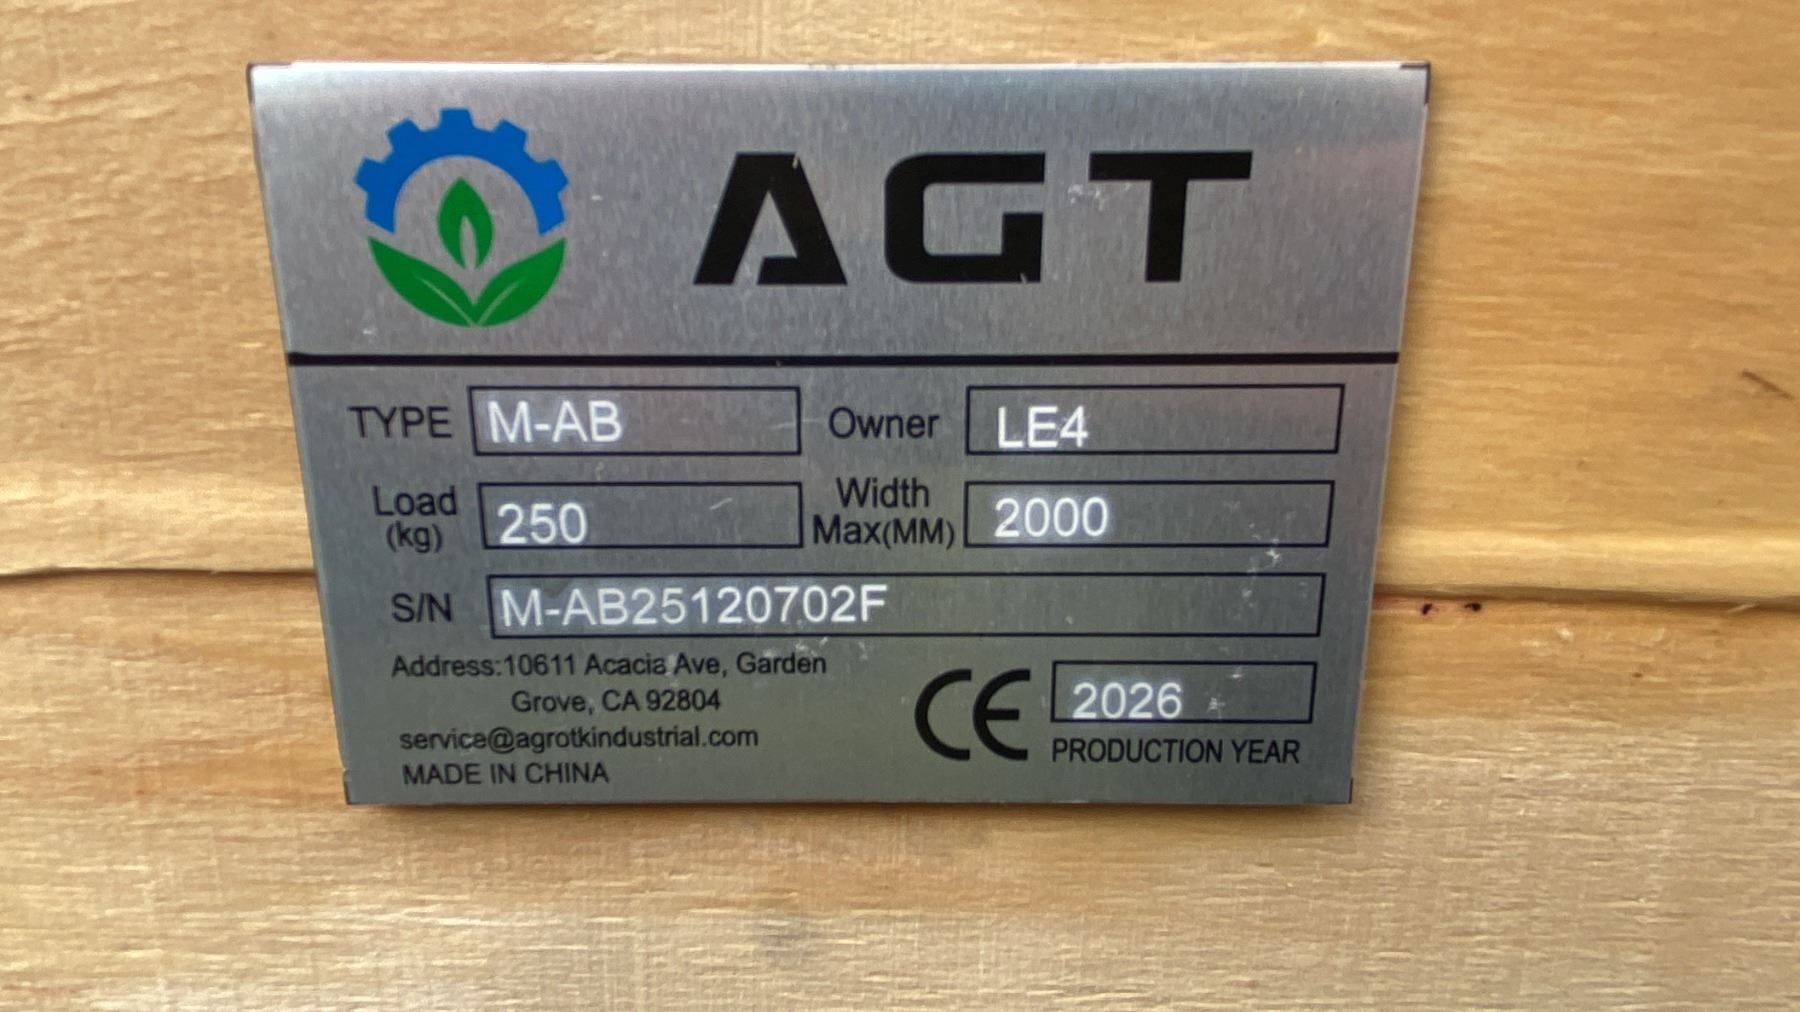 AGT
TYPE M-AB Owner LE4
Load (kg) 250 Width Max(MM) 2000
S/N M-AB25120702F
Address:10611 Acacia Ave, Garden
Grove, CA 92804
service@agrotkindustrial.com
MADE IN CHINA
CE 2026
PRODUCTION YEAR